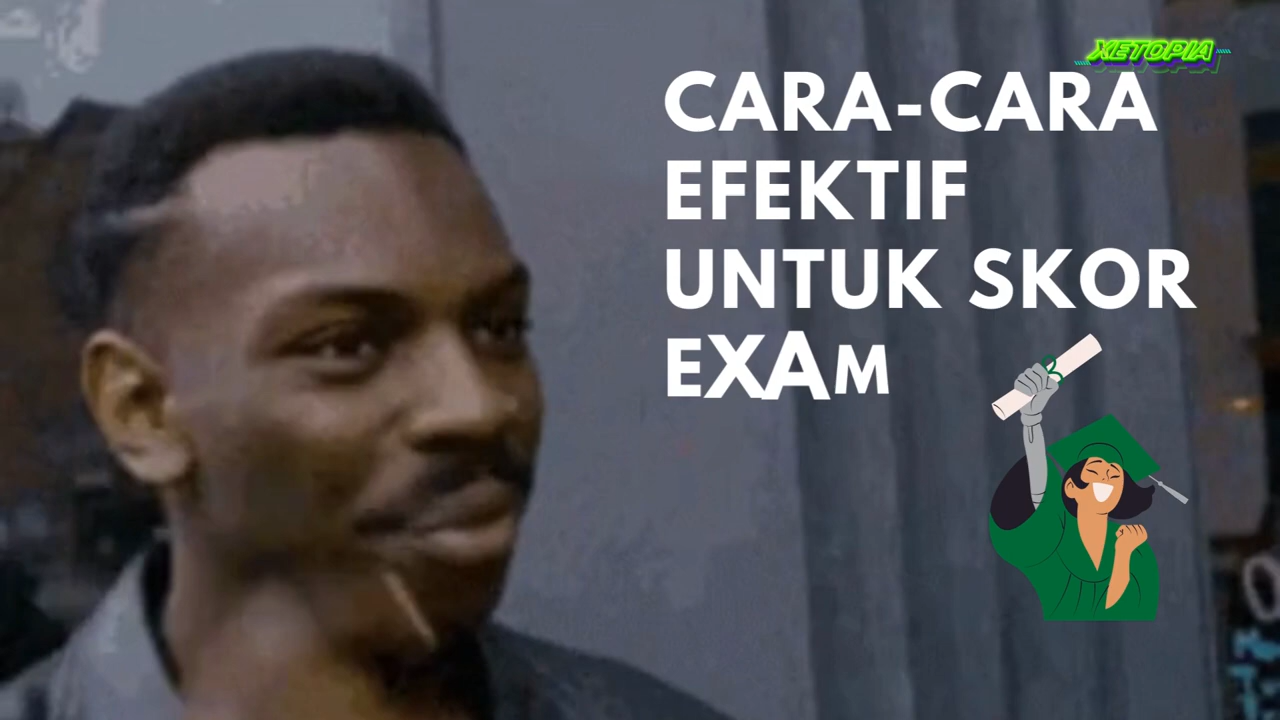 XETOPIA
CARA-CARA
EFEKTIF
UNTUK SKOR
EXAM